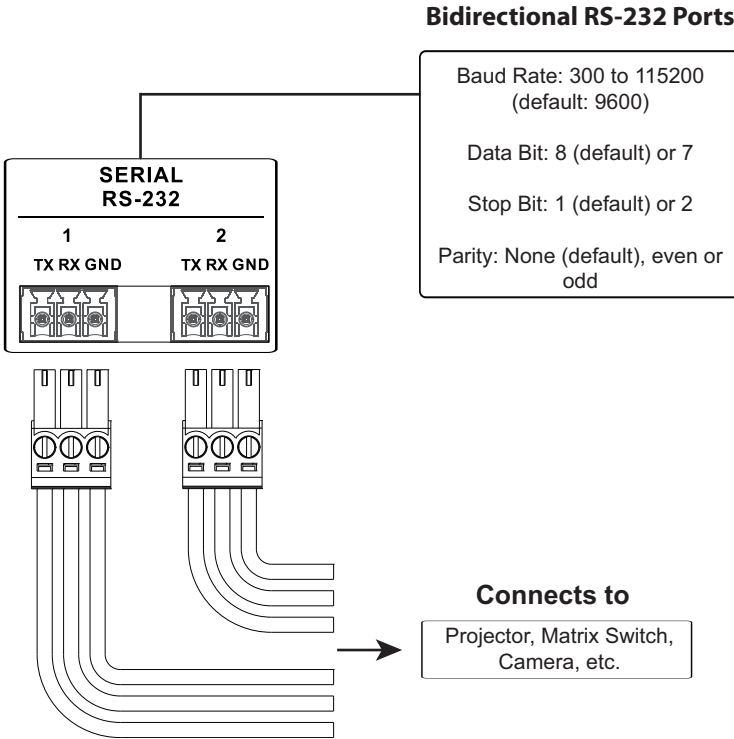 Bidirectional RS-232 Ports
Baud Rate: 300 to 115200
(default: 9600)
Data Bit: 8 (default) or 7
Stop Bit: 1 (default) or 2
Parity: None (default), even or
odd
SERIAL
RS-232
1 2
TX RX GND TX RX GND
Connects to
Projector, Matrix Switch,
Camera, etc.